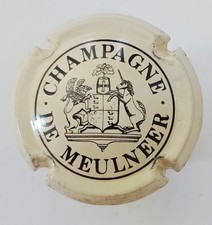 · CHAMPAGNE ·
DE MEULNEER